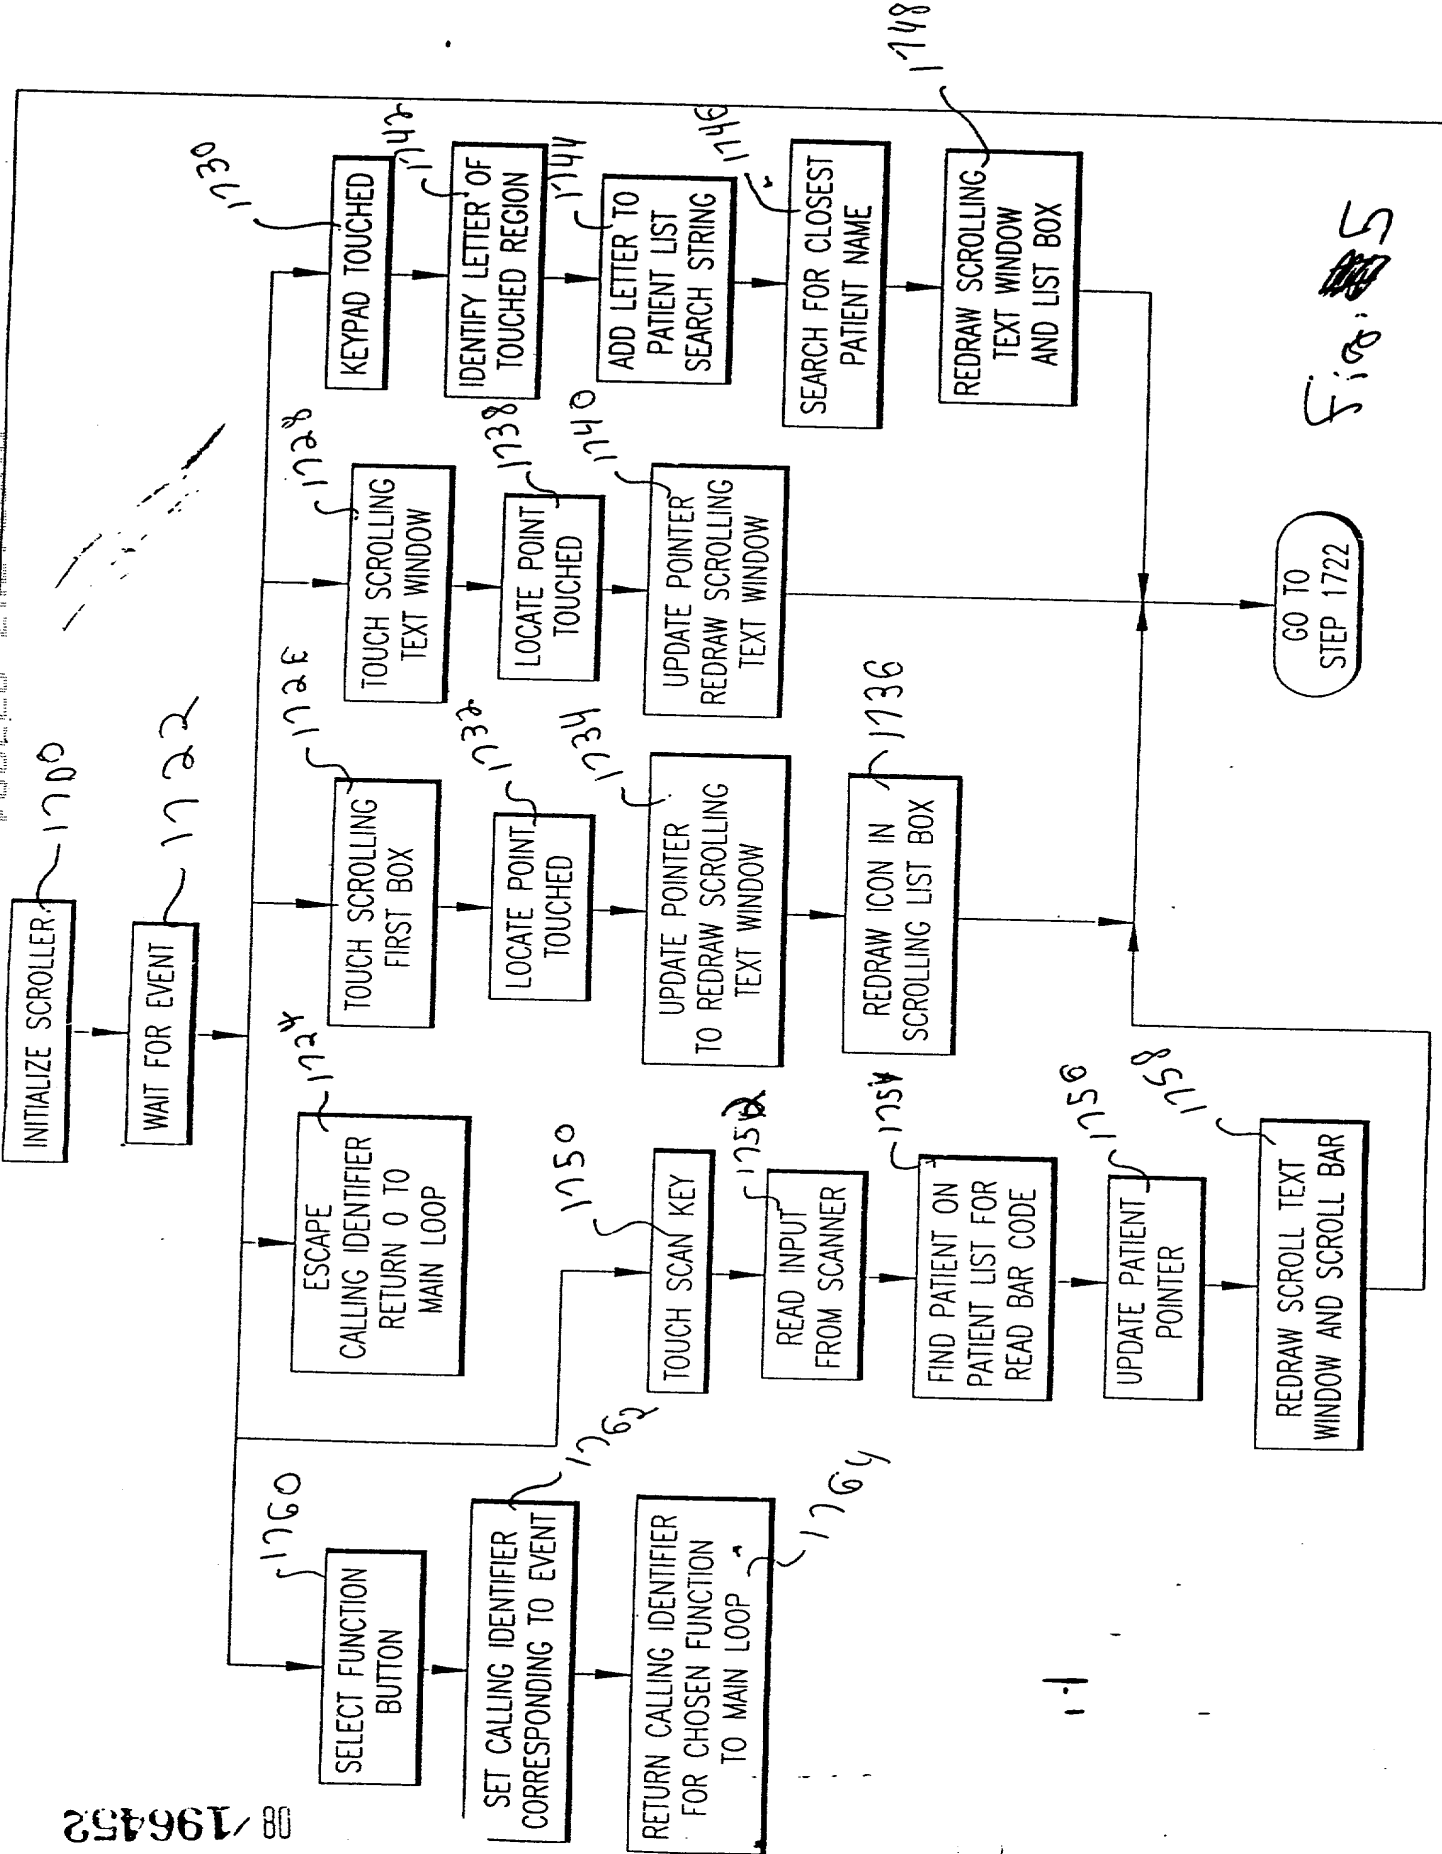 INITIALIZE SCROLLER
1700
WAIT FOR EVENT
1722
SELECT FUNCTION
BUTTON
1760
SET CALLING IDENTIFIER
CORRESPONDING TO EVENT
1762
RETURN CALLING IDENTIFIER
FOR CHOSEN FUNCTION
TO MAIN LOOP
1764
ESCAPE
CALLING IDENTIFIER
RETURN 0 TO
MAIN LOOP
1724
TOUCH SCAN KEY
1750
READ INPUT
FROM SCANNER
1752
FIND PATIENT ON
PATIENT LIST FOR
READ BAR CODE
1754
UPDATE PATIENT
POINTER
1756
REDRAW SCROLL TEXT
WINDOW AND SCROLL BAR
1758
TOUCH SCROLLING
FIRST BOX
LOCATE POINT
TOUCHED
1732
UPDATE POINTER
TO REDRAW SCROLLING
TEXT WINDOW
1734
REDRAW ICON IN
SCROLLING LIST BOX
1736
TOUCH SCROLLING
TEXT WINDOW
1728
LOCATE POINT
TOUCHED
1738
UPDATE POINTER
REDRAW SCROLLING
TEXT WINDOW
1740
KEYPAD TOUCHED
1730
IDENTIFY LETTER OF
TOUCHED REGION
1742
ADD LETTER TO
PATIENT LIST
SEARCH STRING
1744
SEARCH FOR CLOSEST
PATIENT NAME
1746
REDRAW SCROLLING
TEXT WINDOW
AND LIST BOX
1748
GO TO
STEP 1722
Fig. 5
08/196452